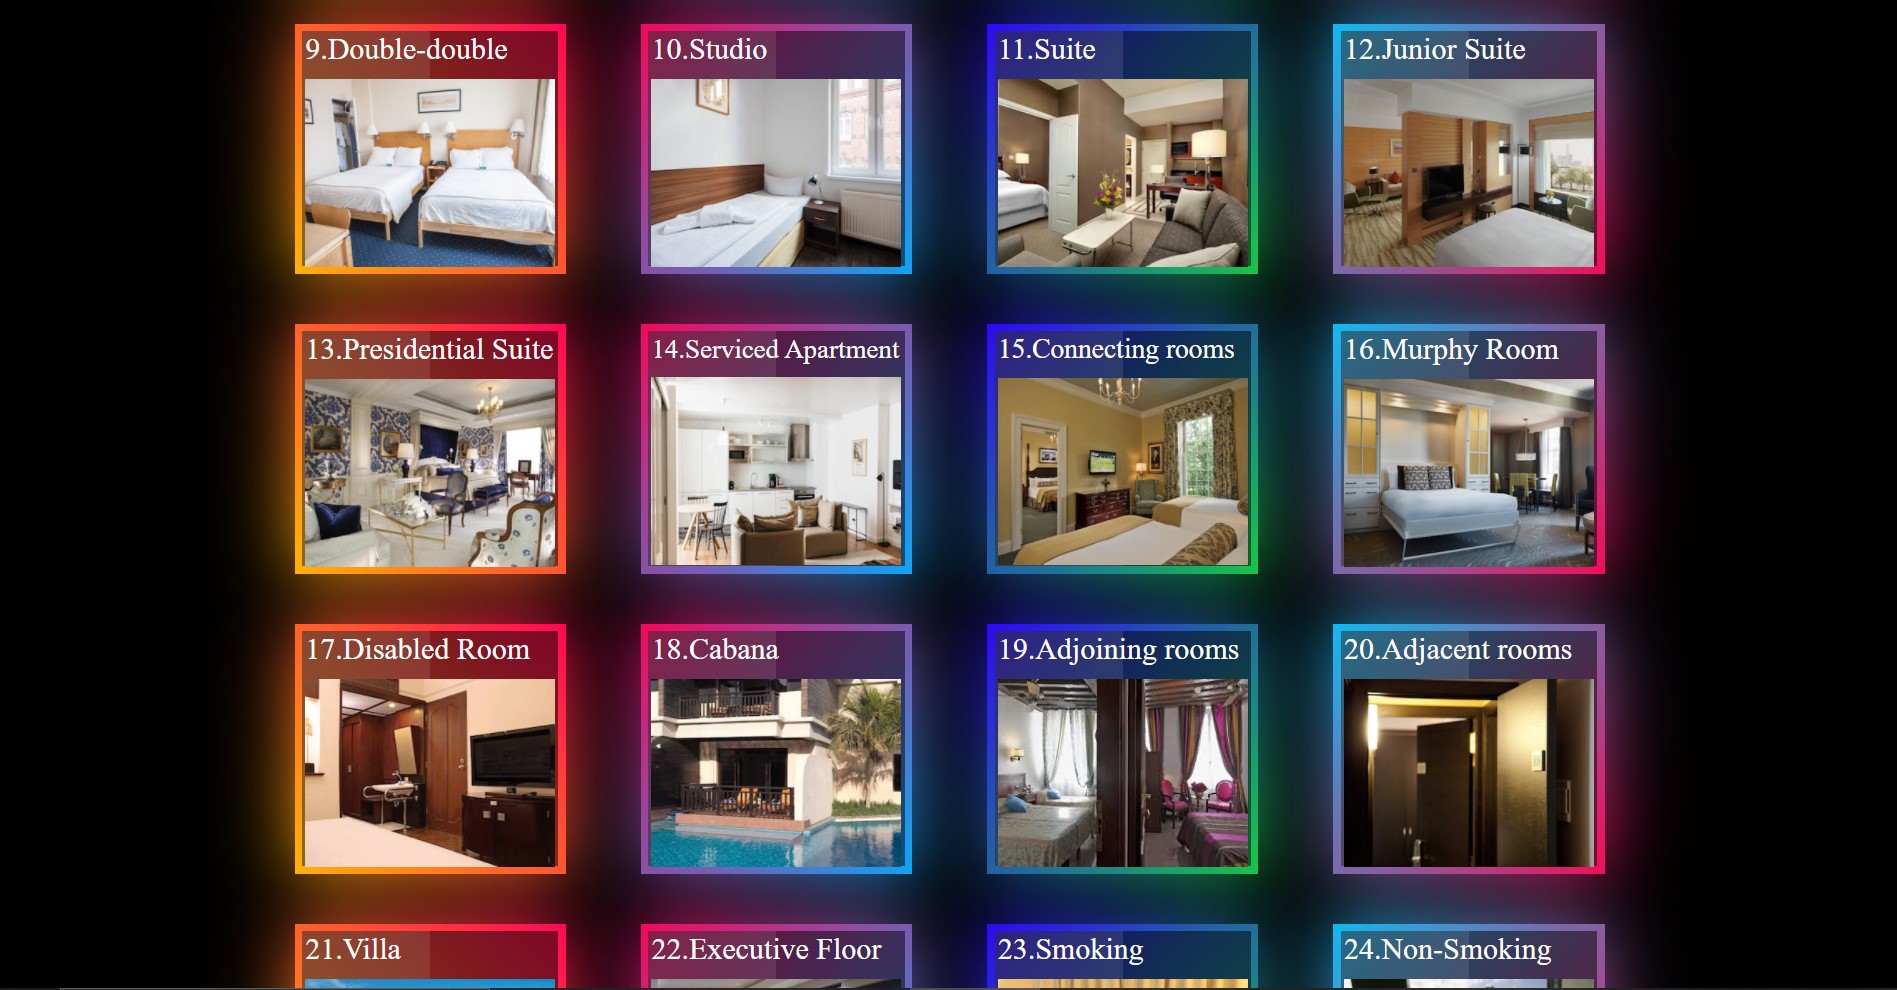 9.Double-double
10.Studio
11.Suite
12.Junior Suite
13.Presidential Suite
14.Serviced Apartment
15.Connecting rooms
16.Murphy Room
17.Disabled Room
18.Cabana
19.Adjoining rooms
20.Adjacent rooms
21.Villa
22.Executive Floor
23.Smoking
24.Non-Smoking